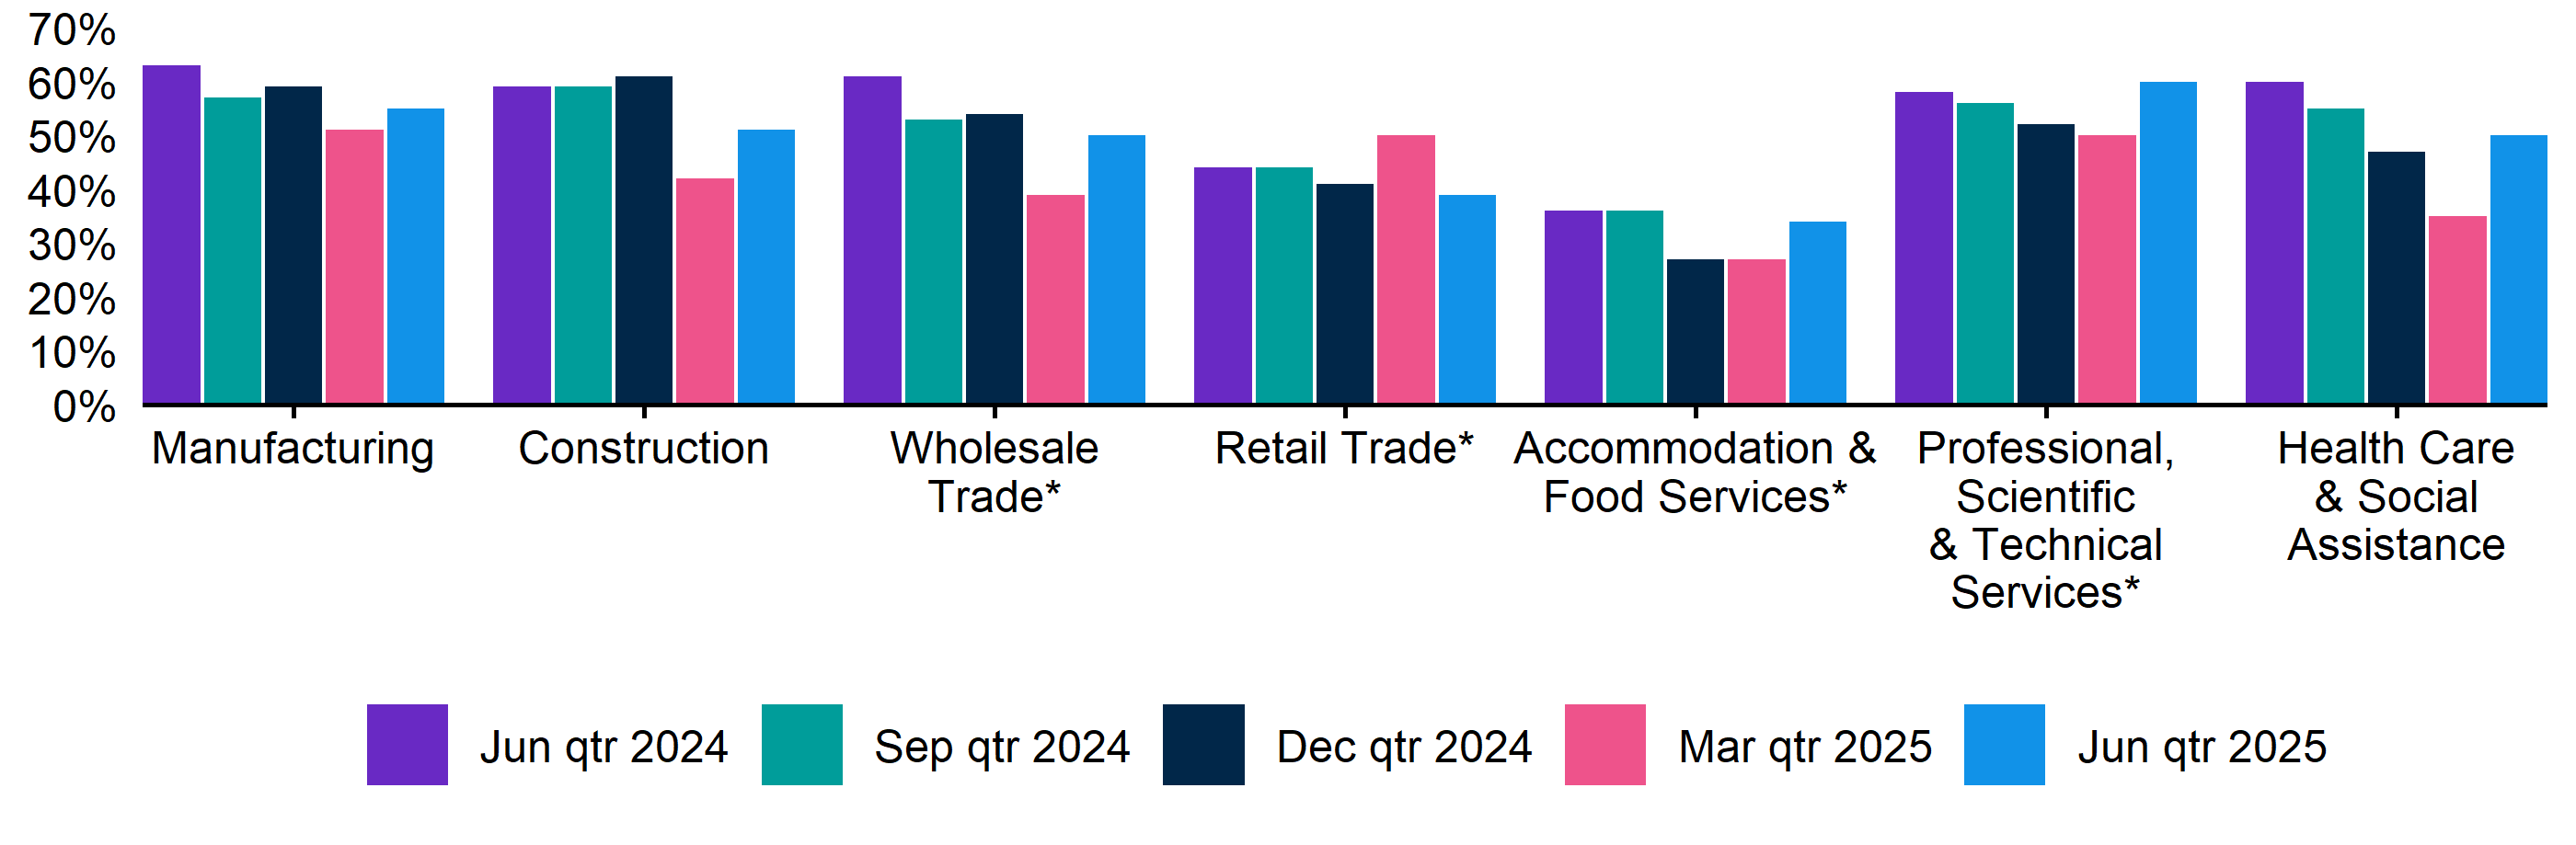 70%
60%
50%
40%
30%
20%
10%
0%
Manufacturing
Construction
Wholesale
Trade*
Retail Trade*
Accommodation &
Food Services*
Professional,
Scientific
& Technical
Services*
Health Care
& Social
Assistance
Jun qtr 2024
Sep qtr 2024
Dec qtr 2024
Mar qtr 2025
Jun qtr 2025